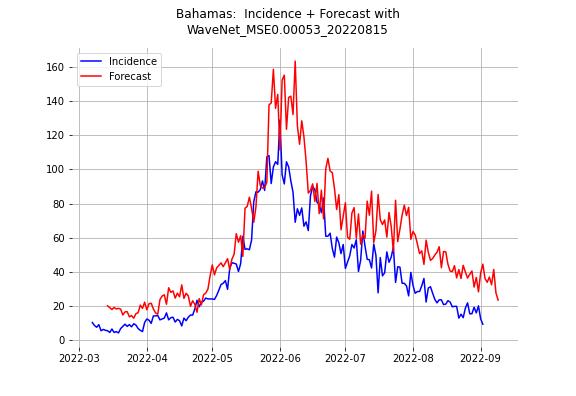 Bahamas:  Incidence + Forecast with
WaveNet_MSE0.00053_20220815
Incidence
Forecast
160
140
120
100
80
60
40
20
0
2022-03 2022-04 2022-05 2022-06 2022-07 2022-08 2022-09